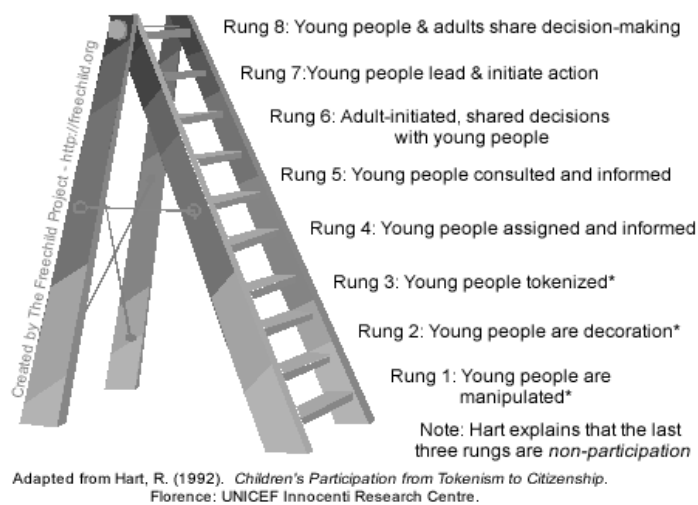 Rung 8: Young people & adults share decision-making
Rung 7:Young people lead & initiate action
Rung 6: Adult-initiated, shared decisions
with young people
Rung 5: Young people consulted and informed
Rung 4: Young people assigned and informed
Rung 3: Young people tokenized*
Rung 2: Young people are decoration*
Rung 1: Young people are
manipulated*
Note: Hart explains that the last
three rungs are non-participation
Created by The Freechild Project - http://freechild.org
Adapted from Hart, R. (1992). Children's Participation from Tokenism to Citizenship.
Florence: UNICEF Innocenti Research Centre.